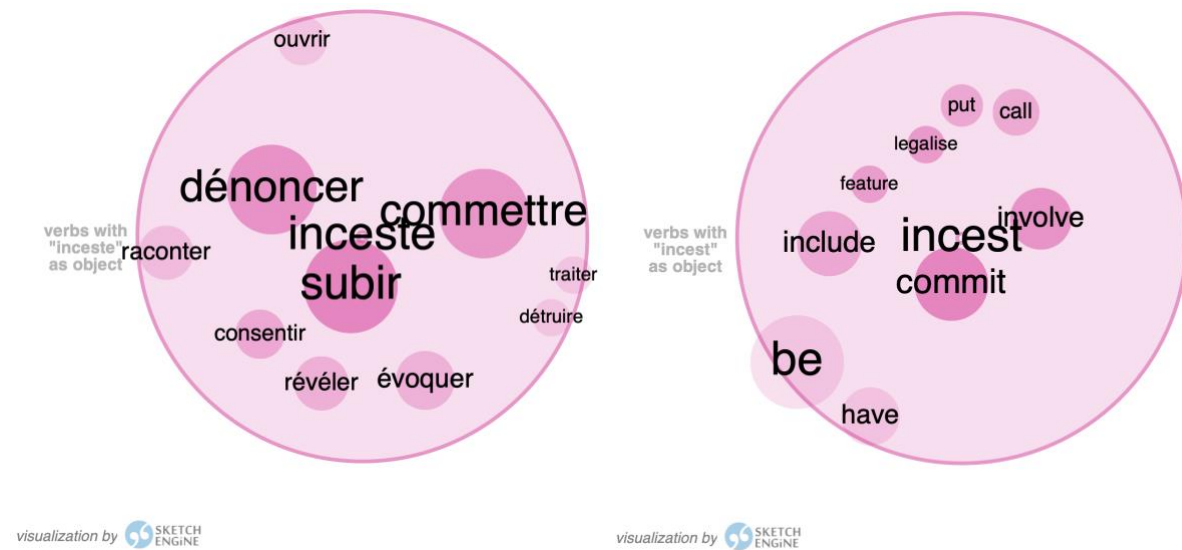 ouvrir
dénoncer
commettre
inceste
verbs with
"inceste"
as object
raconter
subir
traiter
détruire
consentir
révéler
évoquer
visualization by SKETCH ENGINE
put
call
legalise
feature
involve
incest
verbs with
"incest"
as object
include
commit
be
have
visualization by SKETCH ENGINE